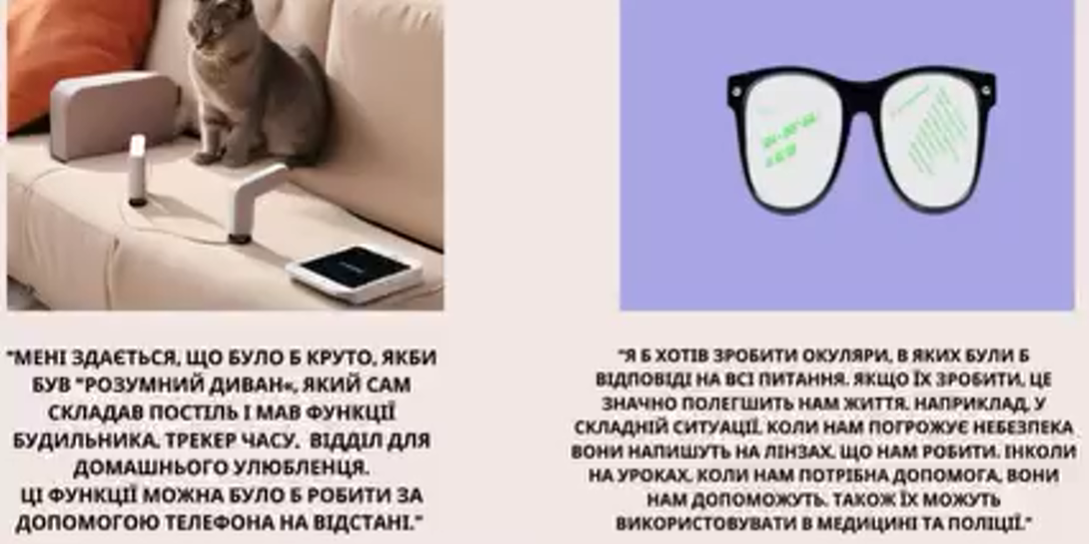 "МЕНІ ЗДАЄТЬСЯ, ЩО БУЛО Б КРУТО, ЯКБИ
БУВ "РОЗУМНИЙ ДИВАН«, ЯКИЙ САМ
СКЛАДАВ ПОСТІЛЬ І МАВ ФУНКЦІЇ
БУДИЛЬНИКА, ТРЕКЕР ЧАСУ, ВІДДІЛ ДЛЯ
ДОМАШНЬОГО УЛЮБЛЕНЦЯ.
ЦІ ФУНКЦІЇ МОЖНА БУЛО Б РОБИТИ ЗА
ДОПОМОГОЮ ТЕЛЕФОНА НА ВІДСТАНІ."
"Я Б ХОТІВ ЗРОБИТИ ОКУЛЯРИ, В ЯКИХ БУЛИ Б
ВІДПОВІДІ НА ВСІ ПИТАННЯ. ЯКЩО ЇХ ЗРОБИТИ, ЦЕ
ЗНАЧНО ПОЛЕГШИТЬ НАМ ЖИТТЯ. НАПРИКЛАД, У
СКЛАДНІЙ СИТУАЦІЇ, КОЛИ НАМ ПОГРОЖУЄ НЕБЕЗПЕКА
ВОНИ НАПИШУТЬ НА ЛІНЗАХ, ЩО НАМ РОБИТИ. ІНКОЛИ
НА УРОКАХ, КОЛИ НАМ ПОТРІБНА ДОПОМОГА, ВОНИ
НАМ ДОПОМОЖУТЬ. ТАКОЖ ЇХ МОЖУТЬ
ВИКОРИСТОВУВАТИ В МЕДИЦИНІ ТА ПОЛІЦІЇ."